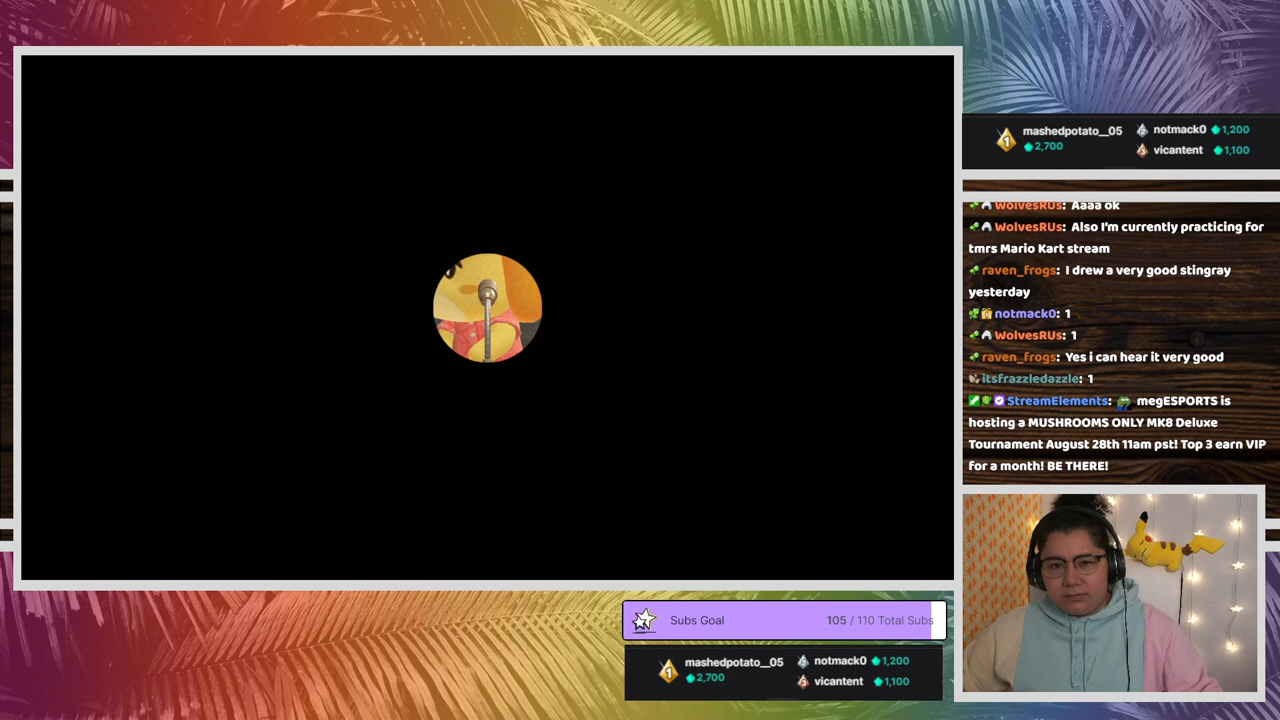 mashedpotato__05
2,700
notmack0 1,200
vicantent 1,100
WolvesRUs: Aaaa ok
WolvesRUs: Also I'm currently practicing for
tmrs Mario Kart stream
raven_frogs: I drew a very good stingray
yesterday
notmack0: 1
WolvesRUs: 1
raven_frogs: Yes i can hear it very good
itsfrazzledazzle: 1
StreamElements: megESPORTS is
hosting a MUSHROOMS ONLY MK8 Deluxe
Tournament August 28th 11am pst! Top 3 earn VIP
for a month! BE THERE!
Subs Goal 105 / 110 Total Subs
mashedpotato__05
2,700
notmack0 1,200
vicantent 1,100